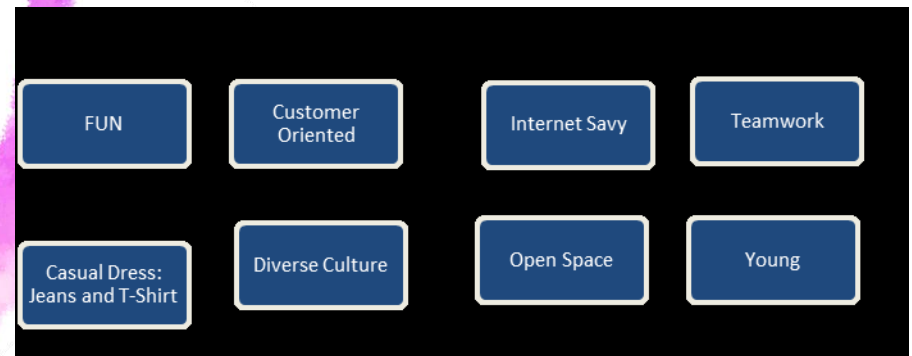 FUN
Customer
Oriented
Internet Savy
Teamwork
Casual Dress:
Jeans and T-Shirt
Diverse Culture
Open Space
Young